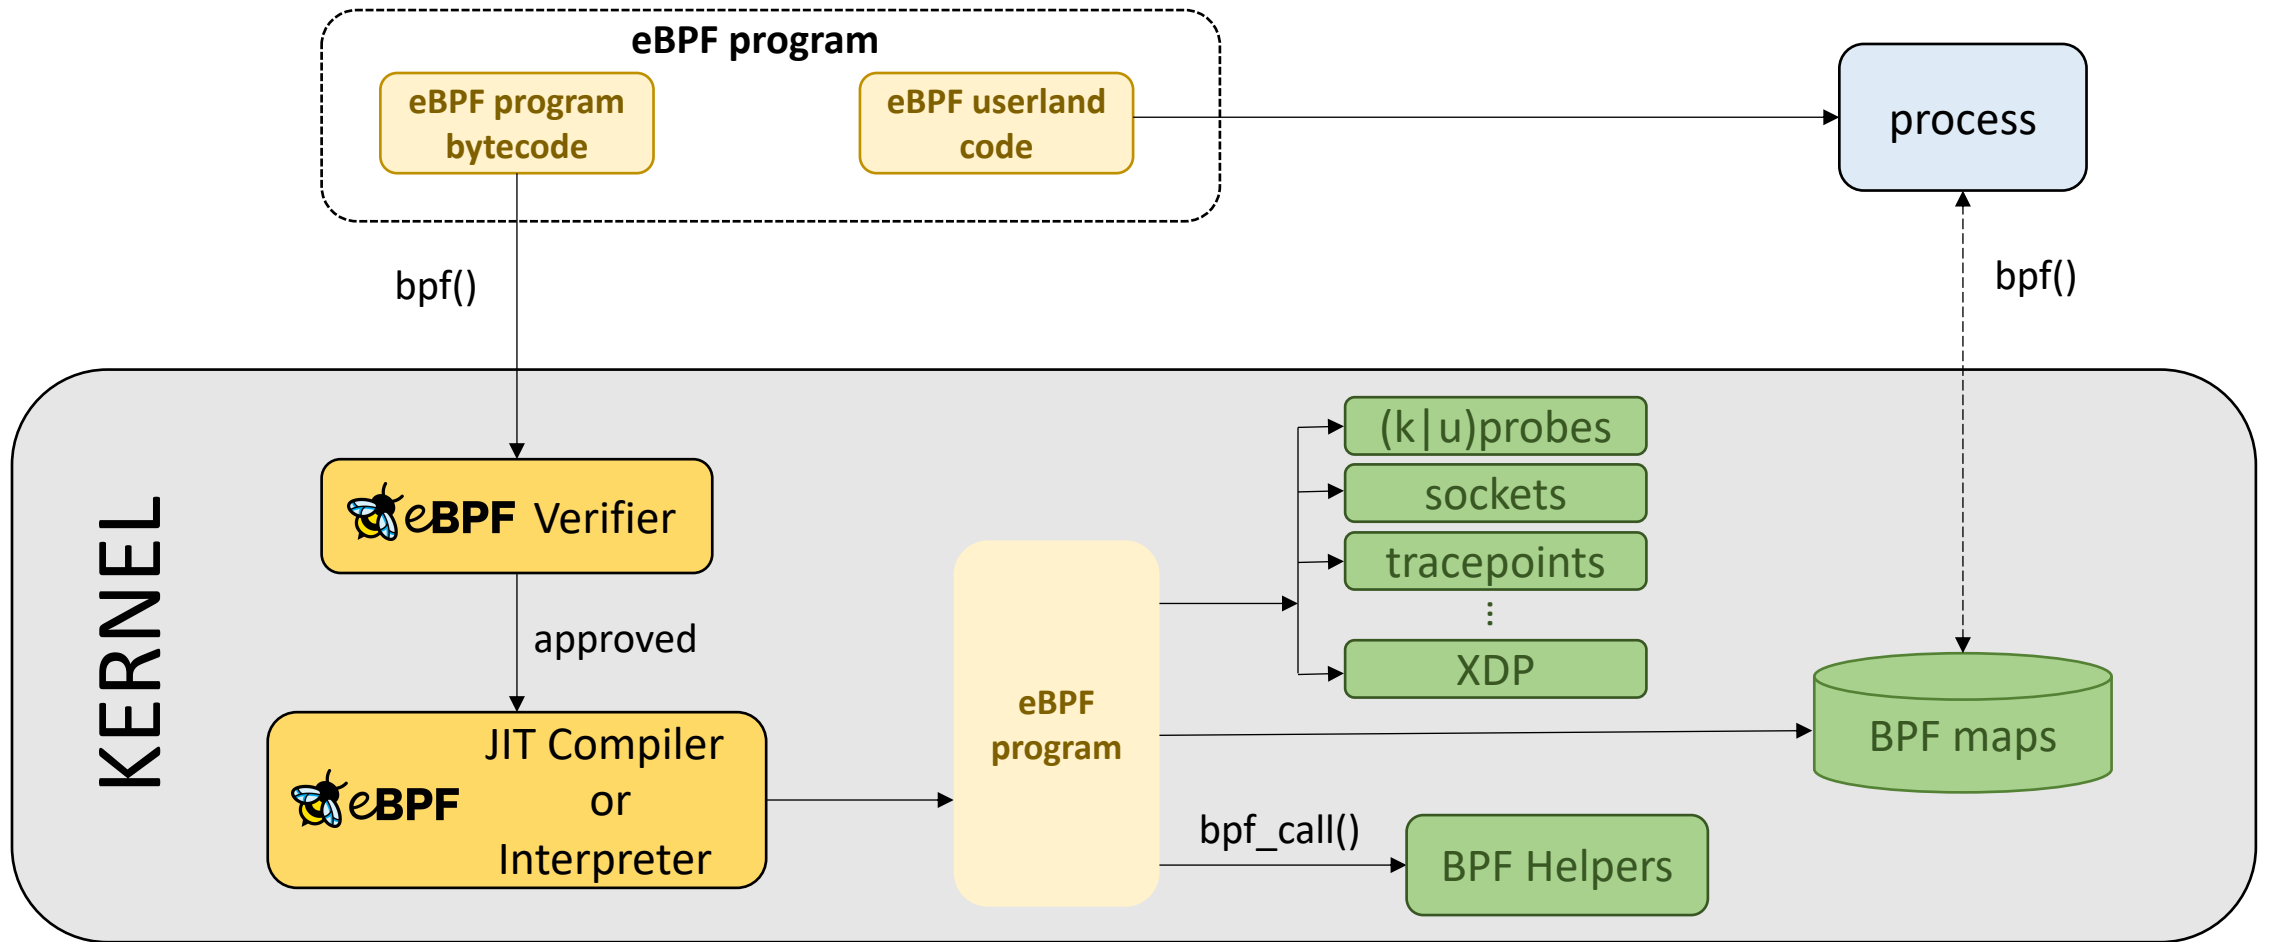 eBPF program
eBPF program
bytecode
eBPF userland
code
process
bpf()
bpf()
KERNEL
eBPF Verifier
approved
eBPF
JIT Compiler
or
Interpreter
eBPF
program
(k|u)probes
sockets
tracepoints
...
XDP
BPF maps
bpf_call()
BPF Helpers